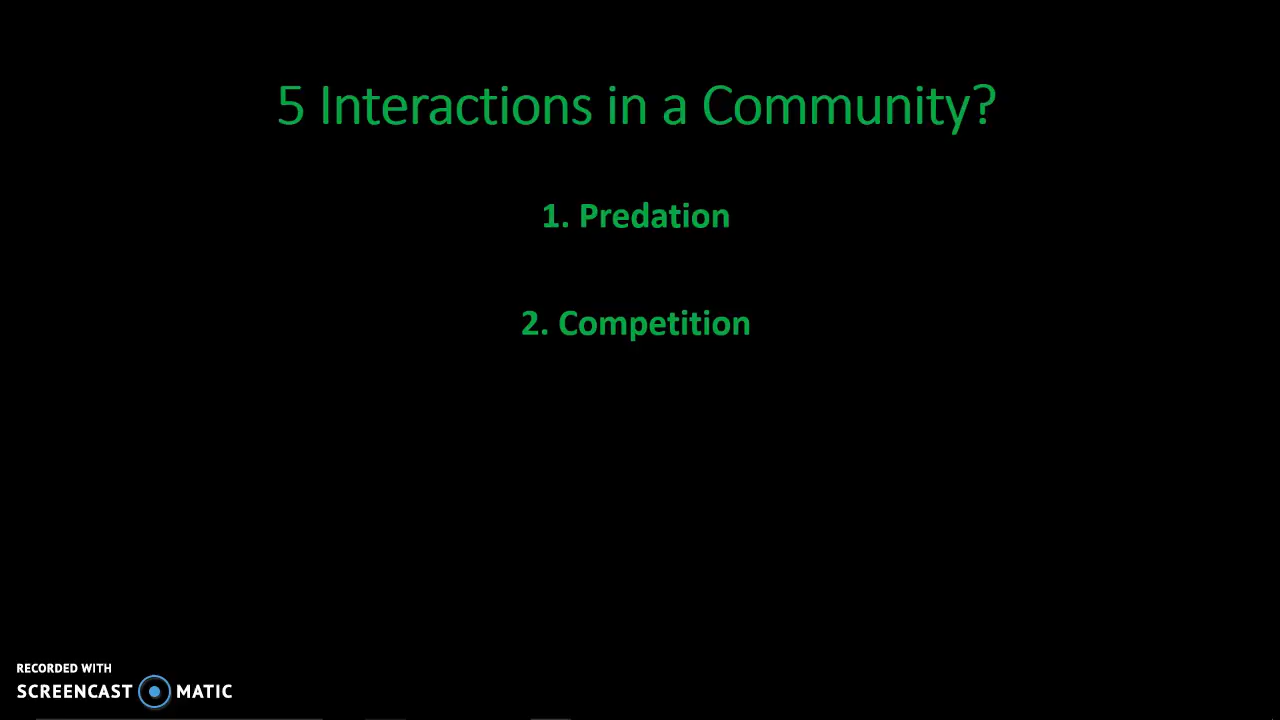 5 Interactions in a Community?
1. Predation
2. Competition
RECORDED WITH
SCREENCAST MATIC